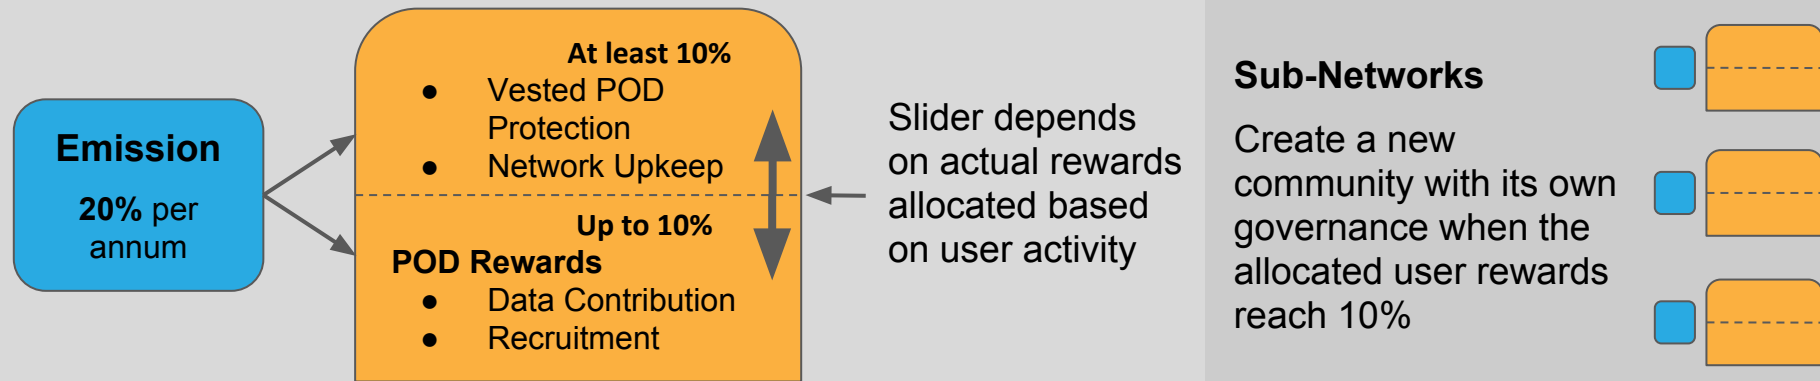 Emission
20% per
annum
At least 10%
● Vested POD
Protection
● Network Upkeep
Up to 10%
POD Rewards
● Data Contribution
● Recruitment
Slider depends
on actual rewards
allocated based
on user activity
Sub-Networks
Create a new
community with its own
governance when the
allocated user rewards
reach 10%